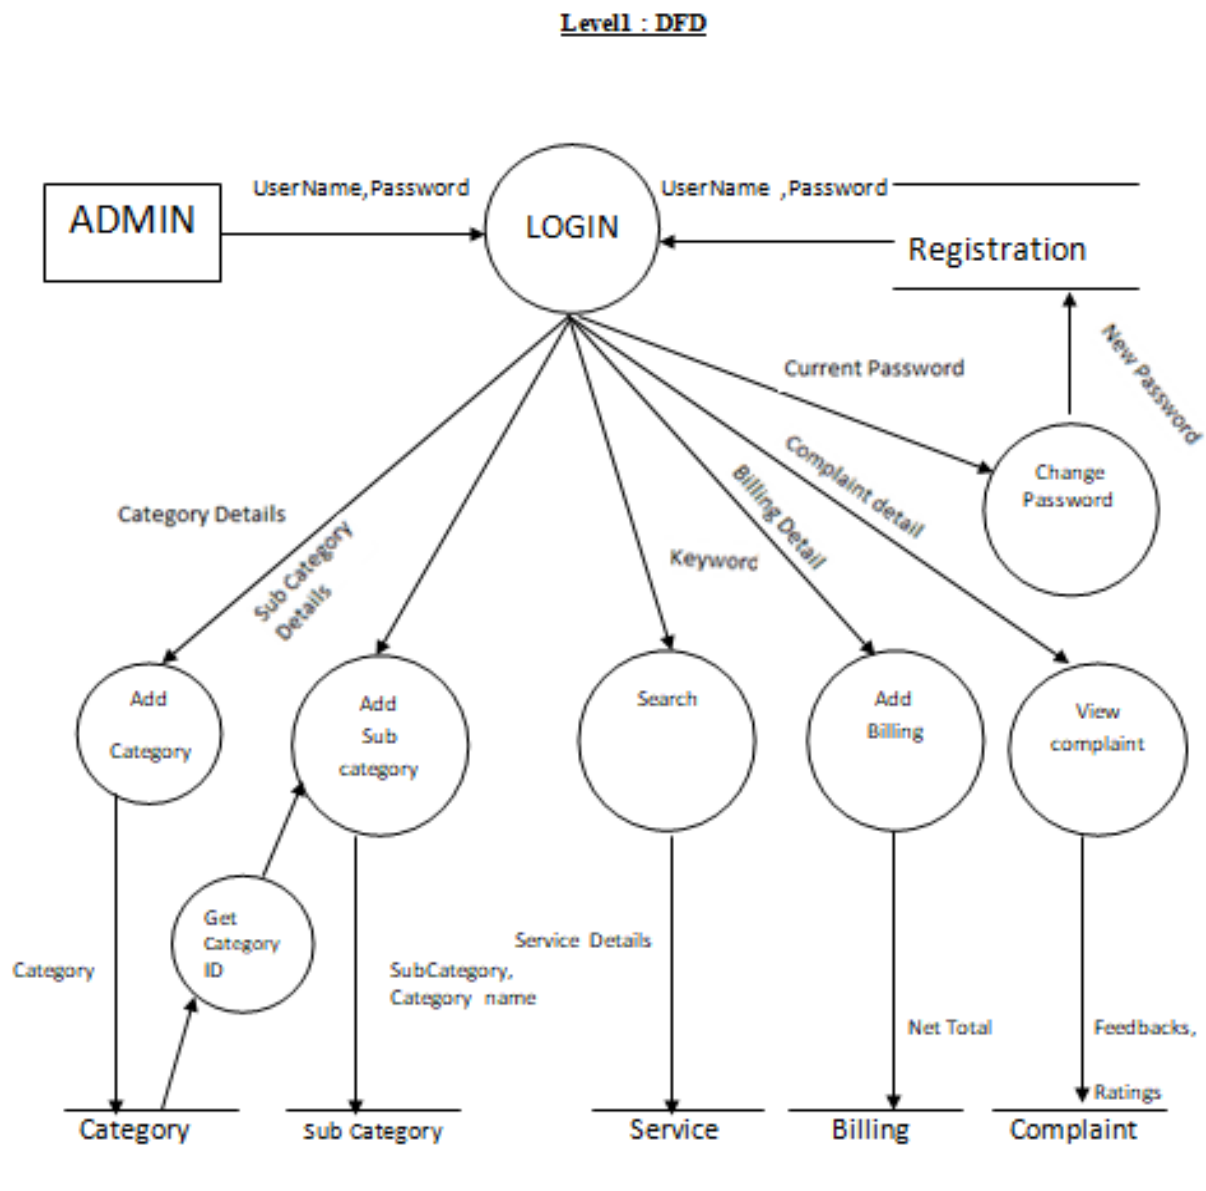 Level1 : DFD
UserName,Password
UserName ,Password
ADMIN
LOGIN
Registration
New Password
Current Password
Change
Password
Complaint detail
Billing Detail
Category Details
Sub Category
Details
Keyword
Add
Category
Add
Sub
category
Search
Add
Billing
View
complaint
Get
Category
ID
Category
SubCategory,
Category name
Service Details
Net Total
Feedbacks,
Ratings
Category
Sub Category
Service
Billing
Complaint